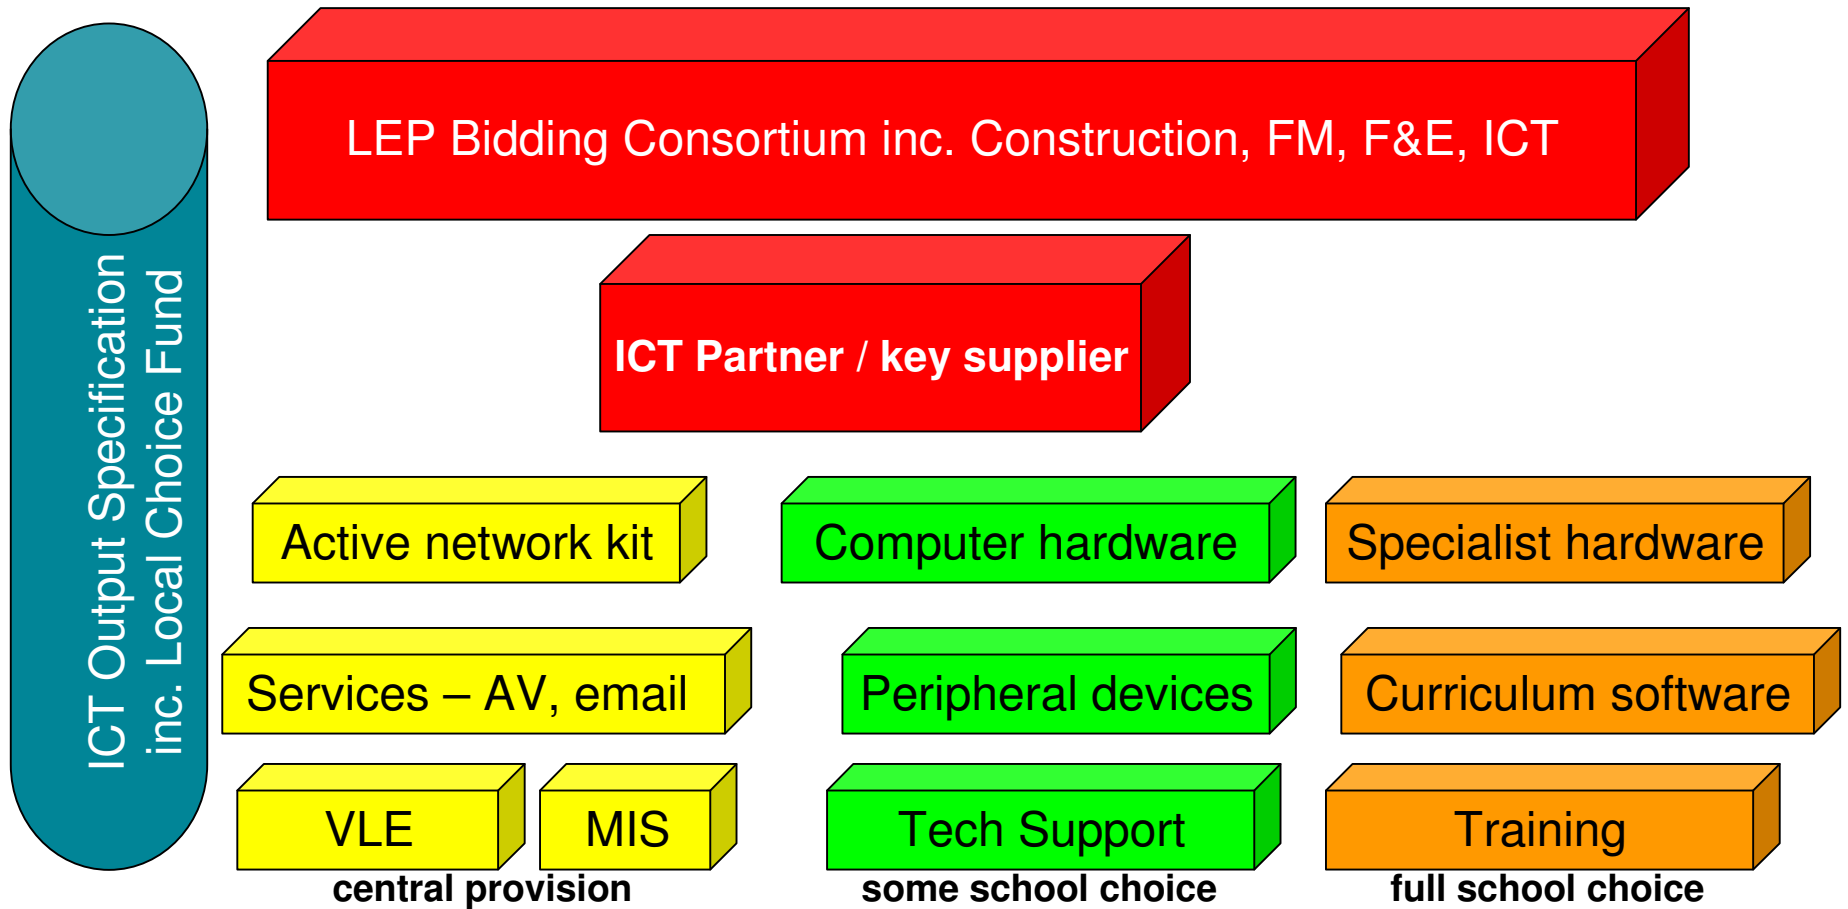 ICT Output Specification
inc. Local Choice Fund
LEP Bidding Consortium inc. Construction, FM, F&E, ICT
ICT Partner / key supplier
Active network kit
Computer hardware
Specialist hardware
Services – AV, email
Peripheral devices
Curriculum software
VLE
MIS
Tech Support
Training
central provision
some school choice
full school choice